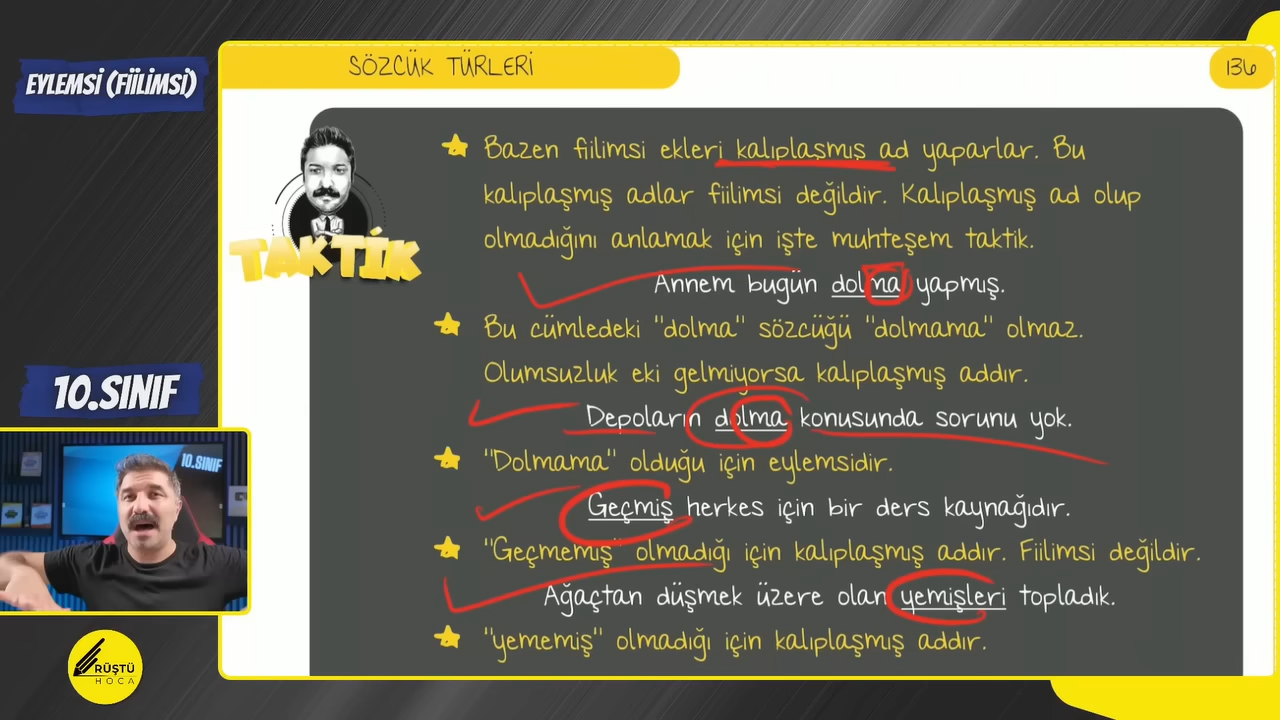 EYLEMSİ (FİİLİMSİ)
SÖZCÜK TÜRLERİ
136
TAKTİK
Bazen fiilimsi ekleri kalıplaşmış ad yaparlar. Bu
kalıplaşmış adlar fiilimsi değildir. Kalıplaşmış ad olup
olmadığını anlamak için işte muhteşem taktik.
Annem bugün dolma yapmış.
Bu cümledeki "dolma" sözcüğü "dolmama" olmaz.
Olumsuzluk eki gelmiyorsa kalıplaşmış addır.
Depoların dolma konusunda sorunu yok.
"Dolmama" olduğu için eylemsidir.
Geçmiş herkes için bir ders kaynağıdır.
"Geçmemiş" olmadığı için kalıplaşmış addır. Fiilimsi değildir.
Ağaçtan düşmek üzere olan yemişleri topladık.
"yememiş" olmadığı için kalıplaşmış addır.
10.SINIF
10.SINIF
RÜŞTÜ
HOCA